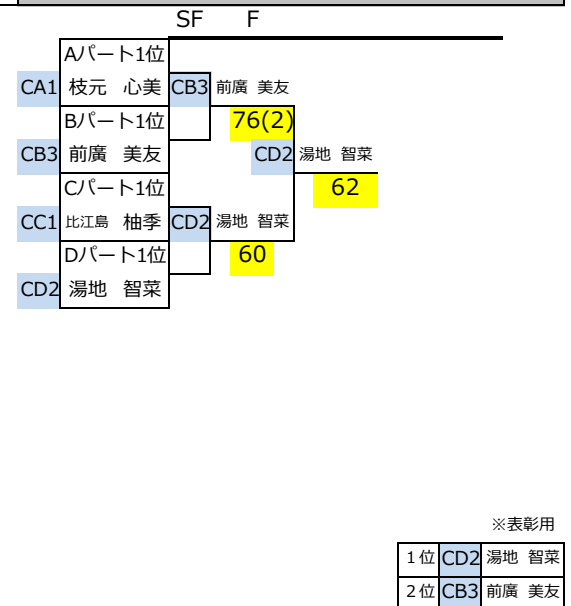 SF F
Aパート1位
CA1 枝元 心美 CB3 前廣 美友
Bパート1位 76(2)
CB3 前廣 美友 CD2 湯地 智菜
Cパート1位 62
CC1 比江島 柚季 CD2 湯地 智菜
Dパート1位 60
CD2 湯地 智菜
※表彰用
1位 CD2 湯地 智菜
2位 CB3 前廣 美友